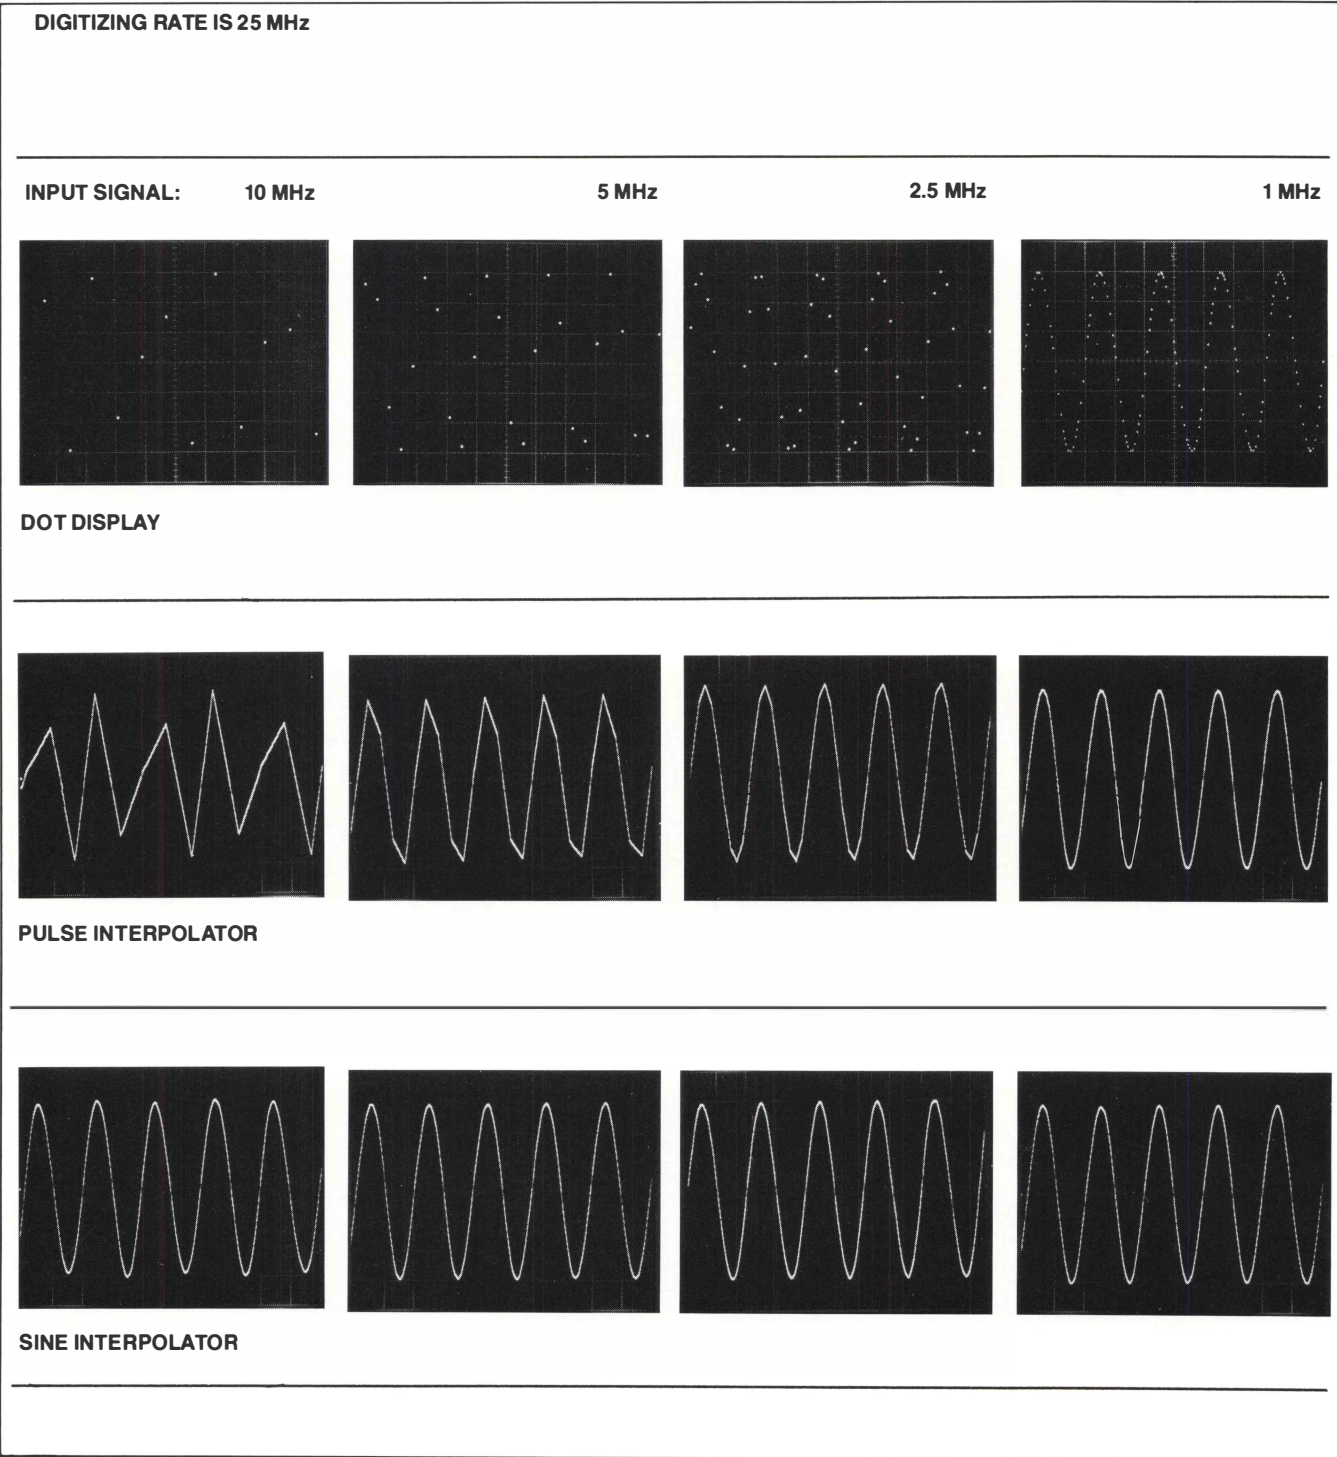 DIGITIZING RATE IS 25 MHz
INPUT SIGNAL: 10 MHz 5 MHz 2.5 MHz 1 MHz
DOT DISPLAY
PULSE INTERPOLATOR
SINE INTERPOLATOR